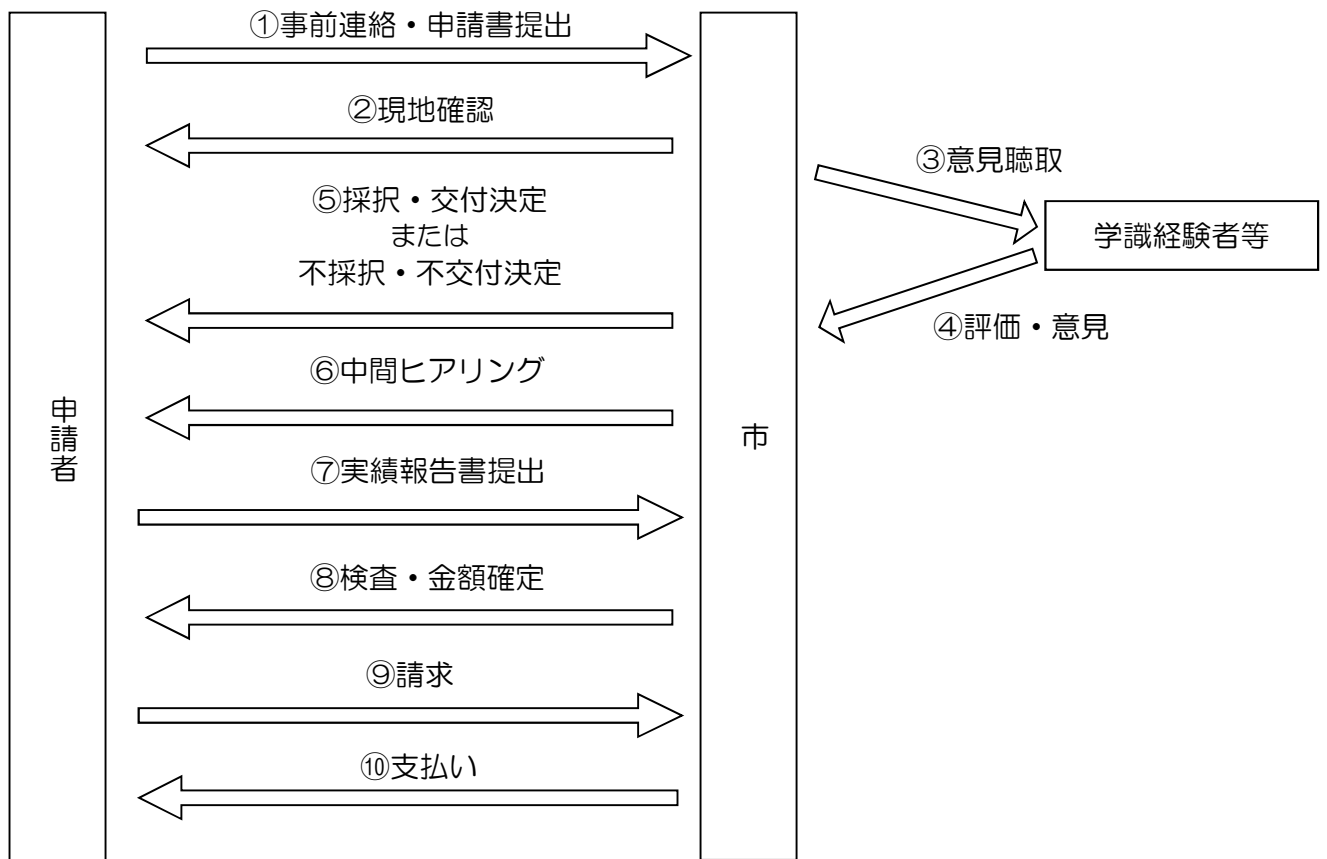 ①事前連絡・申請書提出
②現地確認
③意見聴取
⑤採択・交付決定
または
不採択・不交付決定
学識経験者等
④評価・意見
⑥中間ヒアリング
申請者
市
⑦実績報告書提出
⑧検査・金額確定
⑨請求
⑩支払い